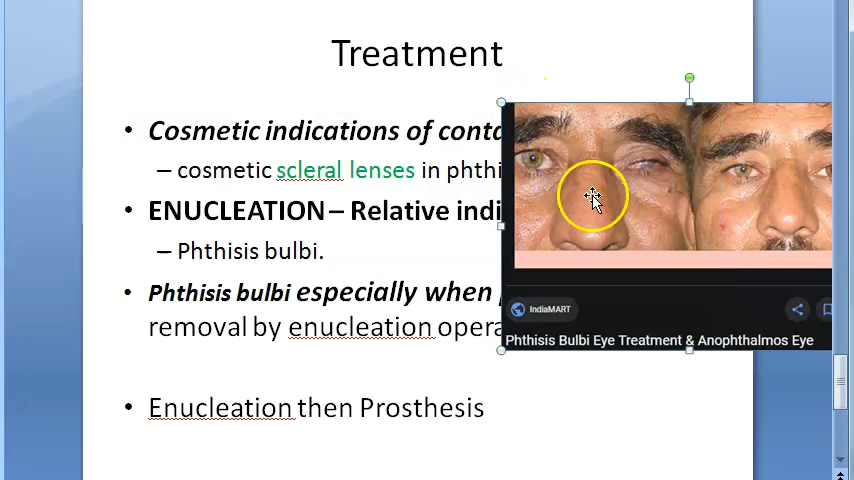 Treatment
• Cosmetic indications of conta
– cosmetic scleral lenses in phthi
• ENUCLEATION – Relative indi
– Phthisis bulbi.
• Phthisis bulbi especially when
removal by enucleation opera
• Enucleation then Prosthesis
IndiaMART
Phthisis Bulbi Eye Treatment & Anophthalmos Eye